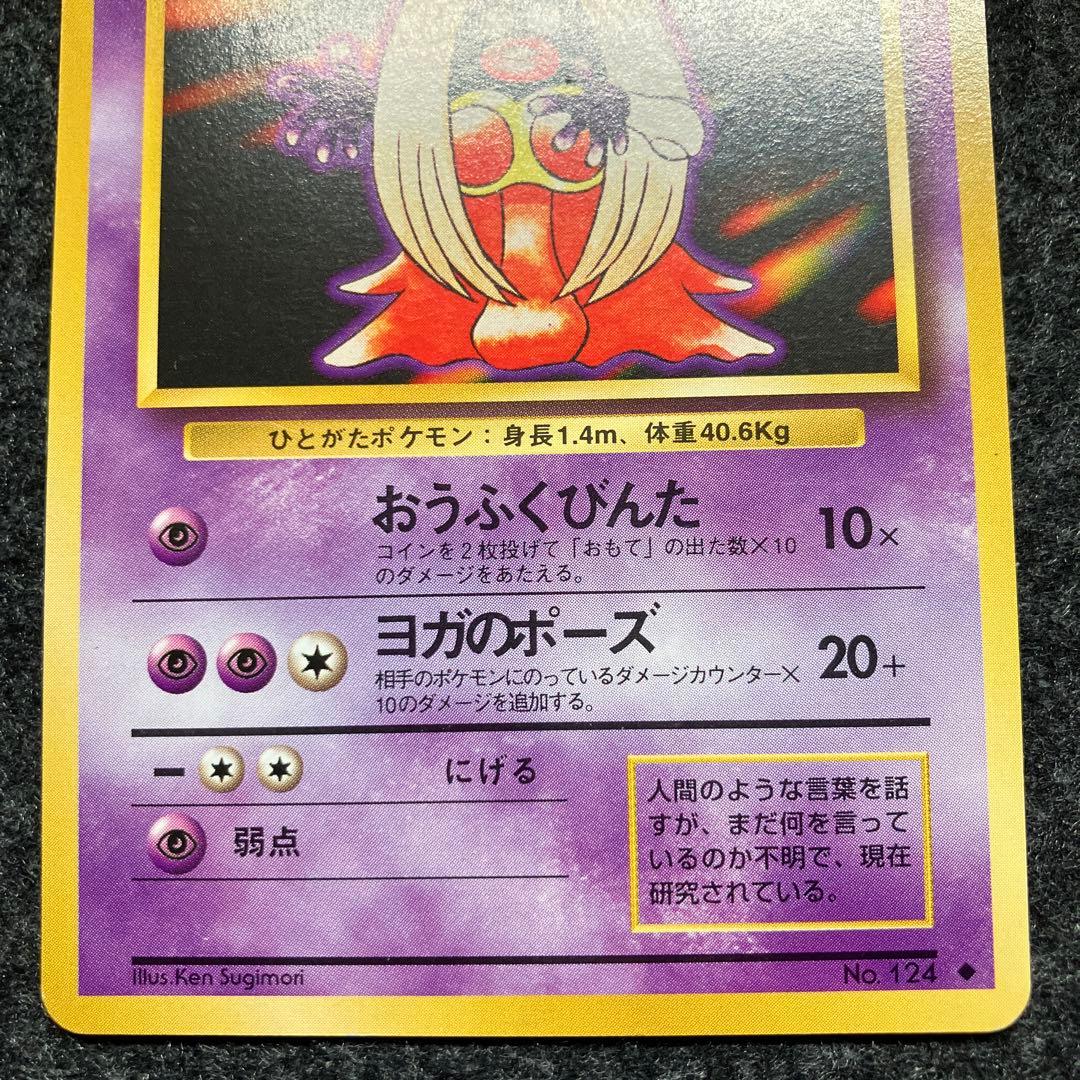 ひとがたポケモン：身長1.4m、体重40.6Kg
おうふくびんた 10×
コインを2枚投げて「おもて」の出た数×10
のダメージをあたえる。
ヨガのポーズ 20+
相手のポケモンにのっているダメージカウンター×
10のダメージを追加する。
にげる
弱点
人間のような言葉を話
すが、まだ何を言って
いるのか不明で、現在
研究されている。
Illus.Ken Sugimori
No. 124 ◆